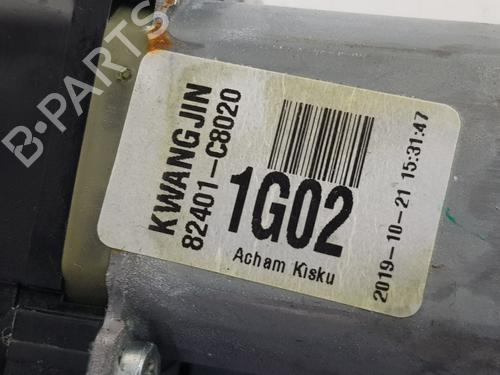 KWANGJIN
82401-C8020
1G02
Acham Kisku
2019-10-21 15:31:47
B-PARTS